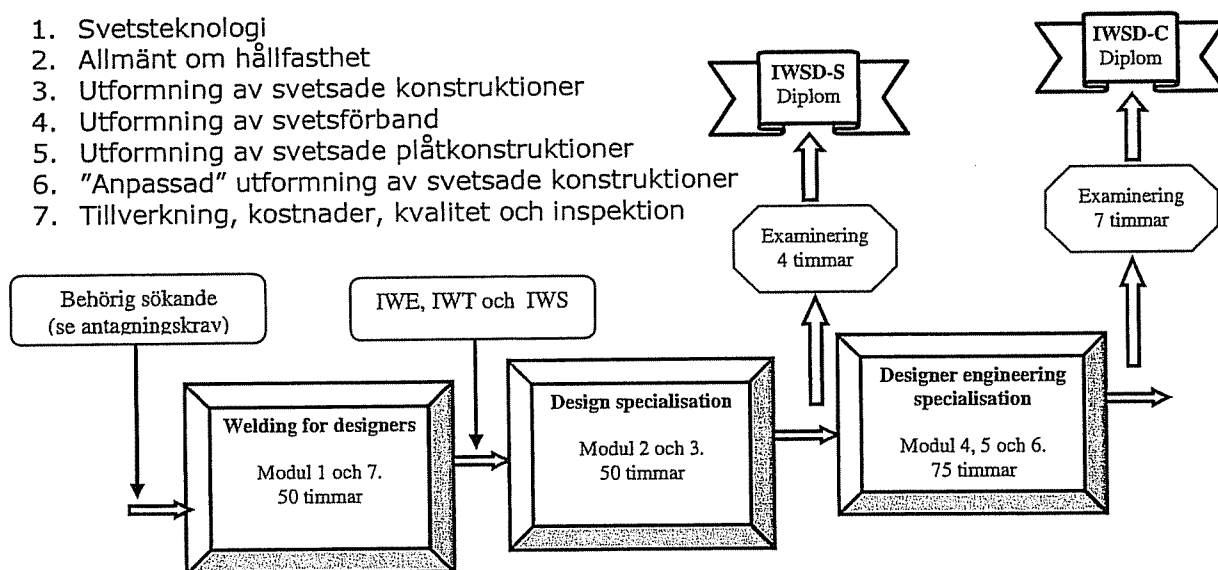 1. Svetsteknologi
2. Allmänt om hållfasthet
3. Utformning av svetsade konstruktioner
4. Utformning av svetsförband
5. Utformning av svetsade plåtkonstruktioner
6. "Anpassad" utformning av svetsade konstruktioner
7. Tillverkning, kostnader, kvalitet och inspektion
IWSD-S
Diplom
IWSD-C
Diplom
Examinering
4 timmar
Examinering
7 timmar
Behörig sökande
(se antagningskrav)
IWE, IWT och IWS
Welding for designers
Modul 1 och 7.
50 timmar
Design specialisation
Modul 2 och 3.
50 timmar
Designer engineering
specialisation
Modul 4, 5 och 6.
75 timmar